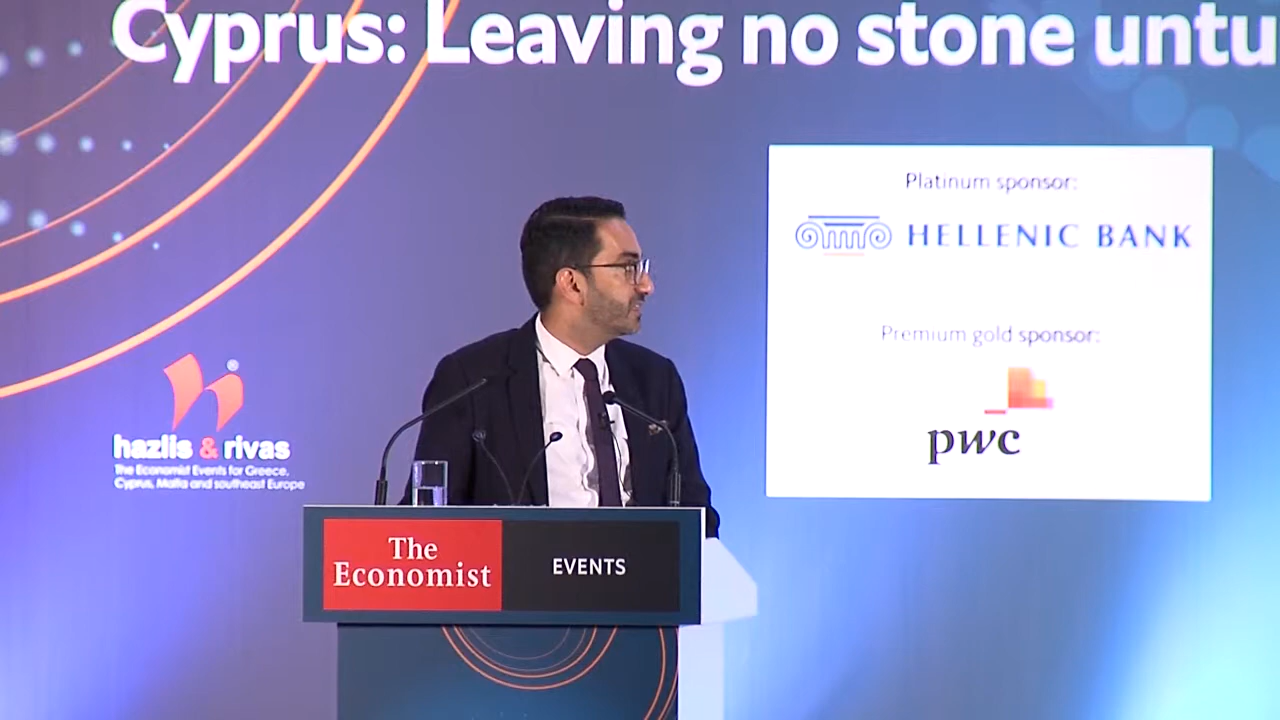 Cyprus: Leaving no stone untu
Platinum sponsor:
HELLENIC BANK
Premium gold sponsor:
pwc
hazlis & rivas
®
The Economist Events for Greece,
Cyprus, Malta and southeast Europe
The
Economist
EVENTS